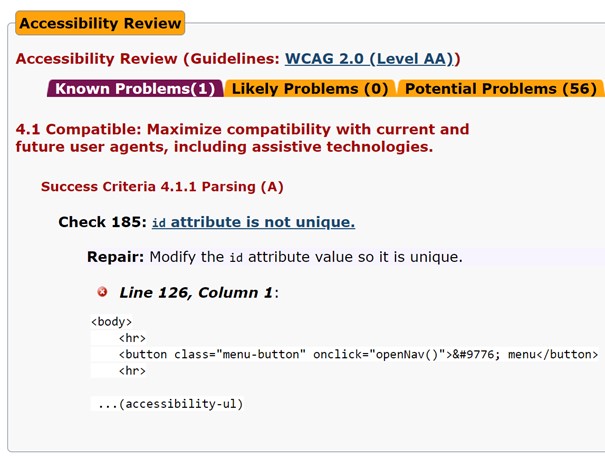 Accessibility Review
Accessibility Review (Guidelines: WCAG 2.0 (Level AA))
Known Problems(1) Likely Problems (0) Potential Problems (56)
4.1 Compatible: Maximize compatibility with current and
future user agents, including assistive technologies.
Success Criteria 4.1.1 Parsing (A)
Check 185: id attribute is not unique.
Repair: Modify the id attribute value so it is unique.
Line 126, Column 1:
<body>
<hr>
<button class="menu-button" onclick="openNav()">&#9776; menu</button>
<hr>
...(accessibility-ul)